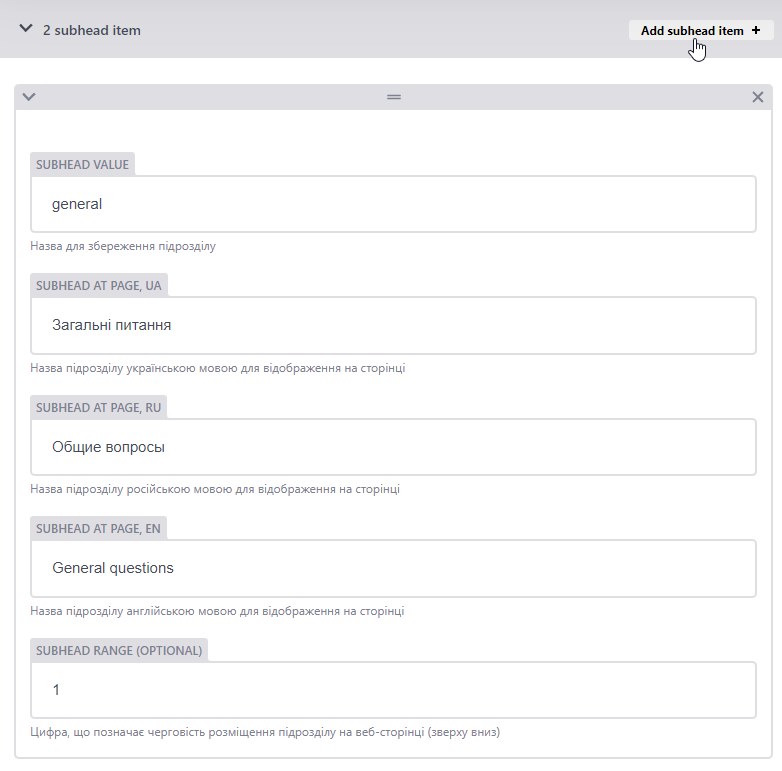 2 subhead item
Add subhead item +
SUBHEAD VALUE
general
Назва для збереження підрозділу
SUBHEAD AT PAGE, UA
Загальні питання
Назва підрозділу українською мовою для відображення на сторінці
SUBHEAD AT PAGE, RU
Общие вопросы
Назва підрозділу російською мовою для відображення на сторінці
SUBHEAD AT PAGE, EN
General questions
Назва підрозділу англійською мовою для відображення на сторінці
SUBHEAD RANGE (OPTIONAL)
1
Цифра, що позначає черговість розміщення підрозділу на веб-сторінці (зверху вниз)